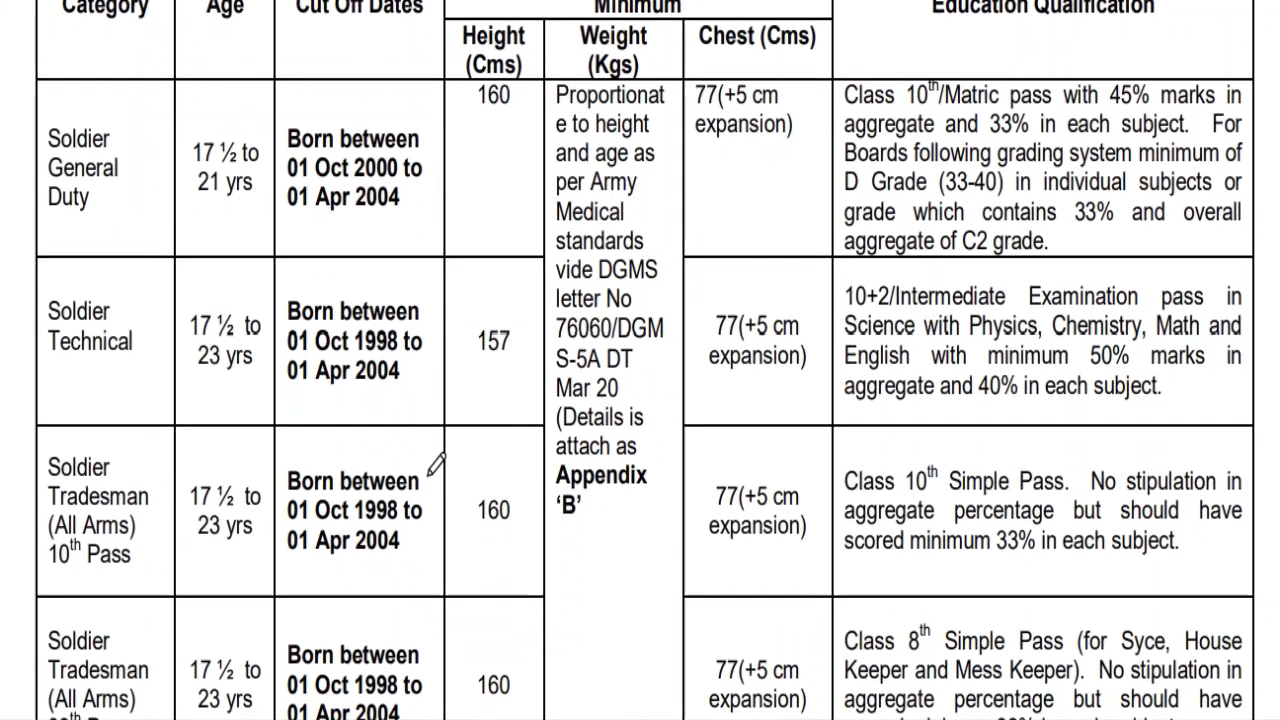 Category
Age
Cut Off Dates
Minimum
Education Qualification
Height
(Cms)
Weight
(Kgs)
Chest (Cms)
Soldier
General
Duty
17 ½ to
21 yrs
Born between
01 Oct 2000 to
01 Apr 2004
160
Proportionat
e to height
and age as
per Army
Medical
standards
vide DGMS
letter No
76060/DGM
S-5A DT
Mar 20
(Details is
attach as
Appendix
‘B’
77(+5 cm
expansion)
Class 10th/Matric pass with 45% marks in
aggregate and 33% in each subject. For
Boards following grading system minimum of
D Grade (33-40) in individual subjects or
grade which contains 33% and overall
aggregate of C2 grade.
Soldier
Technical
17 ½ to
23 yrs
Born between
01 Oct 1998 to
01 Apr 2004
157
77(+5 cm
expansion)
10+2/Intermediate Examination pass in
Science with Physics, Chemistry, Math and
English with minimum 50% marks in
aggregate and 40% in each subject.
Soldier
Tradesman
(All Arms)
10th Pass
17 ½ to
23 yrs
Born between
01 Oct 1998 to
01 Apr 2004
160
77(+5 cm
expansion)
Class 10th Simple Pass. No stipulation in
aggregate percentage but should have
scored minimum 33% in each subject.
Soldier
Tradesman
(All Arms)
17 ½ to
23 yrs
Born between
01 Oct 1998 to
01 Apr 2004
160
77(+5 cm
expansion)
Class 8th Simple Pass (for Syce, House
Keeper and Mess Keeper). No stipulation in
aggregate percentage but should have